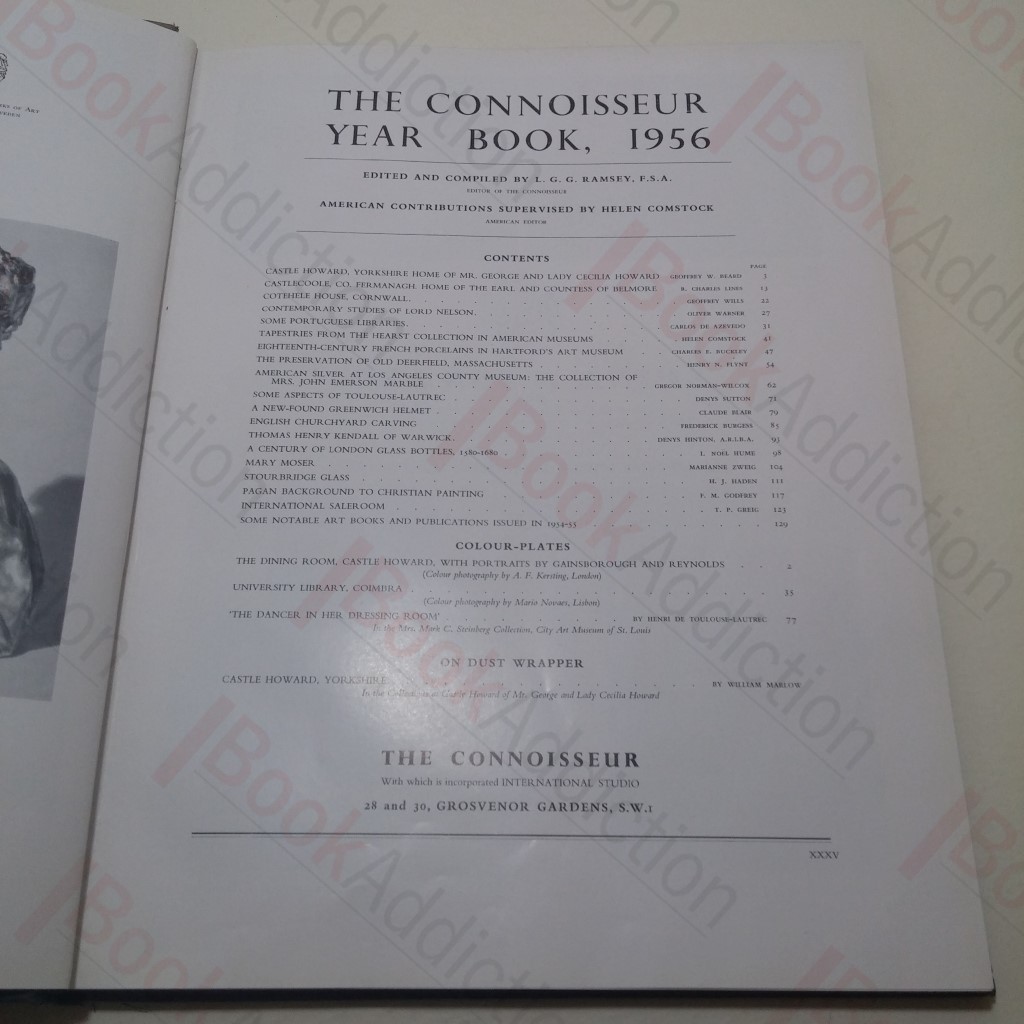 RKS OF ART
THE CONNOISSEUR
YEAR BOOK, 1956
EDITED AND COMPILED BY L. G. G. RAMSEY, F.S.A.
EDITOR OF THE CONNOISSEUR
AMERICAN CONTRIBUTIONS SUPERVISED BY HELEN COMSTOCK
AMERICAN EDITOR
CONTENTS
PAGE
CASTLE HOWARD, YORKSHIRE HOME OF MR. GEORGE AND LADY CECILIA HOWARD GEOFFREY W. BEARD 3
CASTLECOOLE, CO. FERMANAGH. HOME OF THE EARL AND COUNTESS OF BELMORE R. CHARLES LINES 13
COTEHELE HOUSE, CORNWALL. GEOFFREY WILLS 22
CONTEMPORARY STUDIES OF LORD NELSON. OLIVER WARNER 27
SOME PORTUGUESE LIBRARIES. CARLOS DE AZEVEDO 31
TAPESTRIES FROM THE HEARST COLLECTION IN AMERICAN MUSEUMS HELEN COMSTOCK 41
EIGHTEENTH-CENTURY FRENCH PORCELAINS IN HARTFORD'S ART MUSEUM CHARLES E. BUCKLEY 47
THE PRESERVATION OF OLD DEERFIELD, MASSACHUSETTS HENRY N. FLYNT 54
AMERICAN SILVER AT LOS ANGELES COUNTY MUSEUM: THE COLLECTION OF
MRS. JOHN EMERSON MARBLE GREGOR NORMAN-WILCOX 62
SOME ASPECTS OF TOULOUSE-LAUTREC DENYS SUTTON 71
A NEW-FOUND GREENWICH HELMET CLAUDE BLAIR 79
ENGLISH CHURCHYARD CARVING FREDERICK BURGESS 85
THOMAS HENRY KENDALL OF WARWICK. DENYS HINTON, A.R.I.B.A. 93
A CENTURY OF LONDON GLASS BOTTLES, 1580-1680 I. NOEL HUME 98
MARY MOSER MARIANNE ZWEIG 104
STOURBRIDGE GLASS H. J. HADEN 111
PAGAN BACKGROUND TO CHRISTIAN PAINTING F. M. GODFREY 117
INTERNATIONAL SALEROOM T. P. GREIG 123
SOME NOTABLE ART BOOKS AND PUBLICATIONS ISSUED IN 1954-55 129
COLOUR-PLATES
THE DINING ROOM, CASTLE HOWARD, WITH PORTRAITS BY GAINSBOROUGH AND REYNOLDS 2
(Colour photography by A. F. Kersting, London)
UNIVERSITY LIBRARY, COIMBRA 35
(Colour photography by Mario Novaes, Lisbon)
'THE DANCER IN HER DRESSING ROOM' BY HENRI DE TOULOUSE-LAUTREC 77
In the Mrs. Mark C. Steinberg Collection, City Art Museum of St. Louis
ON DUST WRAPPER
CASTLE HOWARD, YORKSHIRE. BY WILLIAM MARLOW
In the Collection at Castle Howard of Mr. George and Lady Cecilia Howard
THE CONNOISSEUR
With which is incorporated INTERNATIONAL STUDIO
28 and 30, GROSVENOR GARDENS, S.W.1
XXXV
BookAddiction